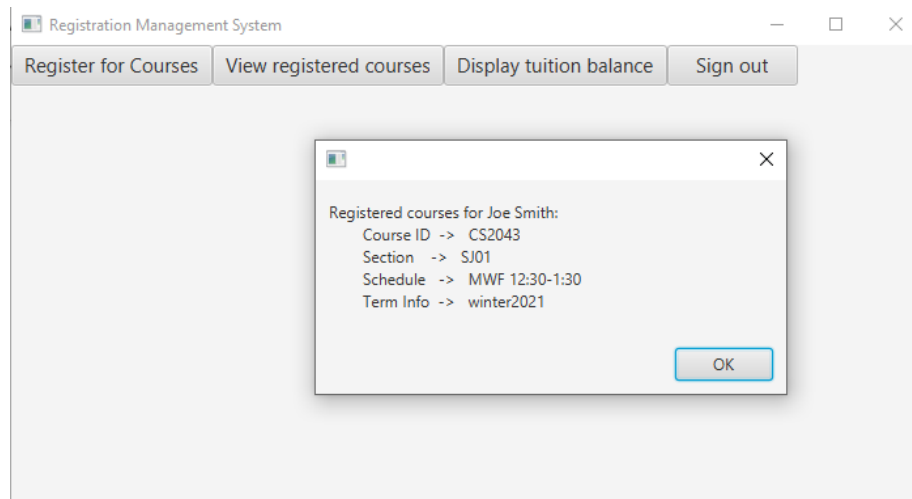 Registration Management System
Register for Courses View registered courses Display tuition balance Sign out
Registered courses for Joe Smith:
Course ID -> CS2043
Section -> SJ01
Schedule -> MWF 12:30-1:30
Term Info -> winter2021
OK